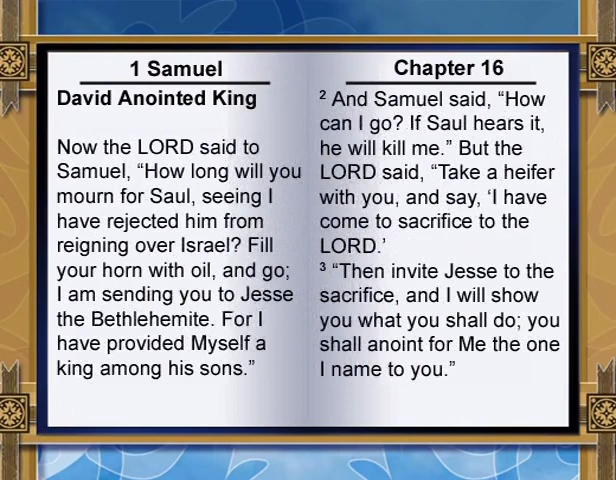 1 Samuel
David Anointed King
Now the LORD said to
Samuel, “How long will you
mourn for Saul, seeing I
have rejected him from
reigning over Israel? Fill
your horn with oil, and go;
I am sending you to Jesse
the Bethlehemite. For I
have provided Myself a
king among his sons.”
Chapter 16
2 And Samuel said, “How
can I go? If Saul hears it,
he will kill me.” But the
LORD said, “Take a heifer
with you, and say, ‘I have
come to sacrifice to the
LORD.’
3 “Then invite Jesse to the
sacrifice, and I will show
you what you shall do; you
shall anoint for Me the one
I name to you.”